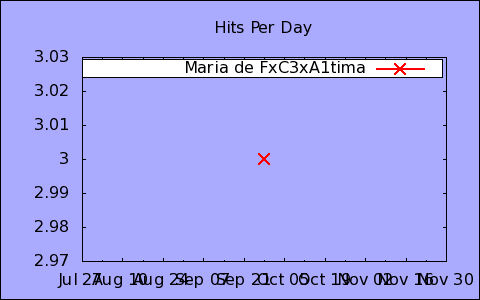 Hits Per Day
3.03
Maria de FxC3xA1tima
3.02
3.01
3
2.99
2.98
2.97
Jul 27 Aug 10 Aug 24 Sep 07 Sep 21 Oct 05 Oct 19 Nov 02 Nov 16 Nov 30